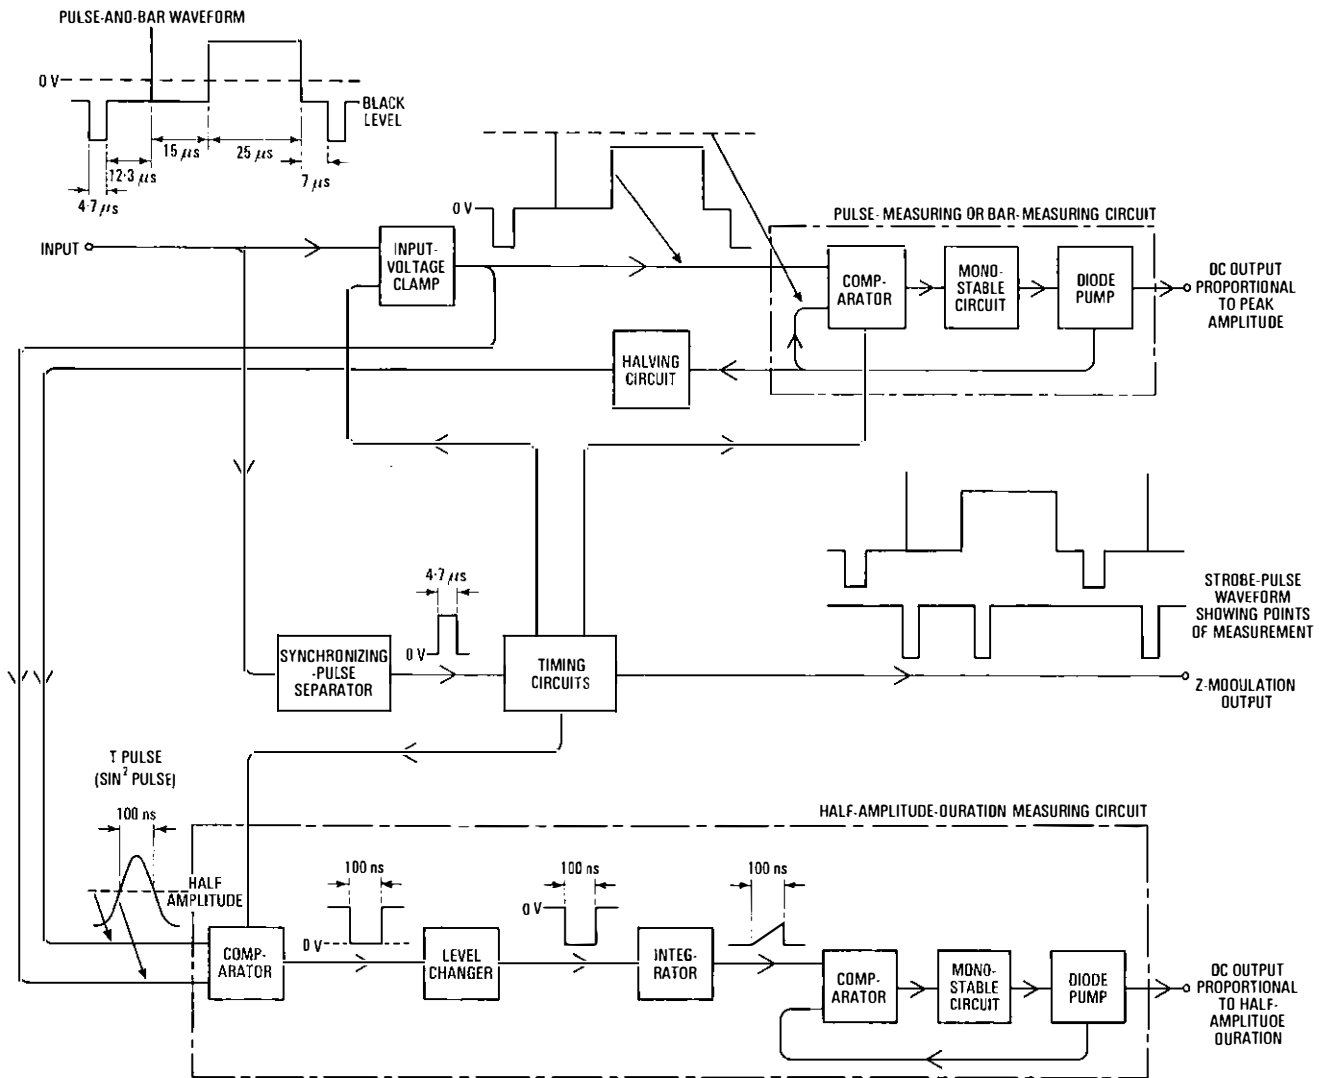 PULSE-AND-BAR WAVEFORM
0 V
BLACK
LEVEL
15 μs
25 μs
12·3 μs
7 μs
4·7 μs
INPUT
INPUT-
VOLTAGE
CLAMP
0 V
PULSE- MEASURING OR BAR-MEASURING CIRCUIT
COMP-
ARATOR
MONO-
STABLE
CIRCUIT
DIODE
PUMP
DC OUTPUT
PROPORTIONAL
TO PEAK
AMPLITUDE
HALVING
CIRCUIT
4·7 μs
0 V
SYNCHRONIZING
-PULSE
SEPARATOR
TIMING
CIRCUITS
STROBE-PULSE
WAVEFORM
SHOWING POINTS
OF MEASUREMENT
Z-MODULATION
OUTPUT
T PULSE
(SIN² PULSE)
100 ns
HALF
AMPLITUDE
HALF-AMPLITUDE-DURATION MEASURING CIRCUIT
COMP-
ARATOR
100 ns
0 V
LEVEL
CHANGER
100 ns
0 V
INTEG-
RATOR
100 ns
COMP-
ARATOR
MONO-
STABLE
CIRCUIT
DIODE
PUMP
DC OUTPUT
PROPORTIONAL
TO HALF-
AMPLITUDE
DURATION